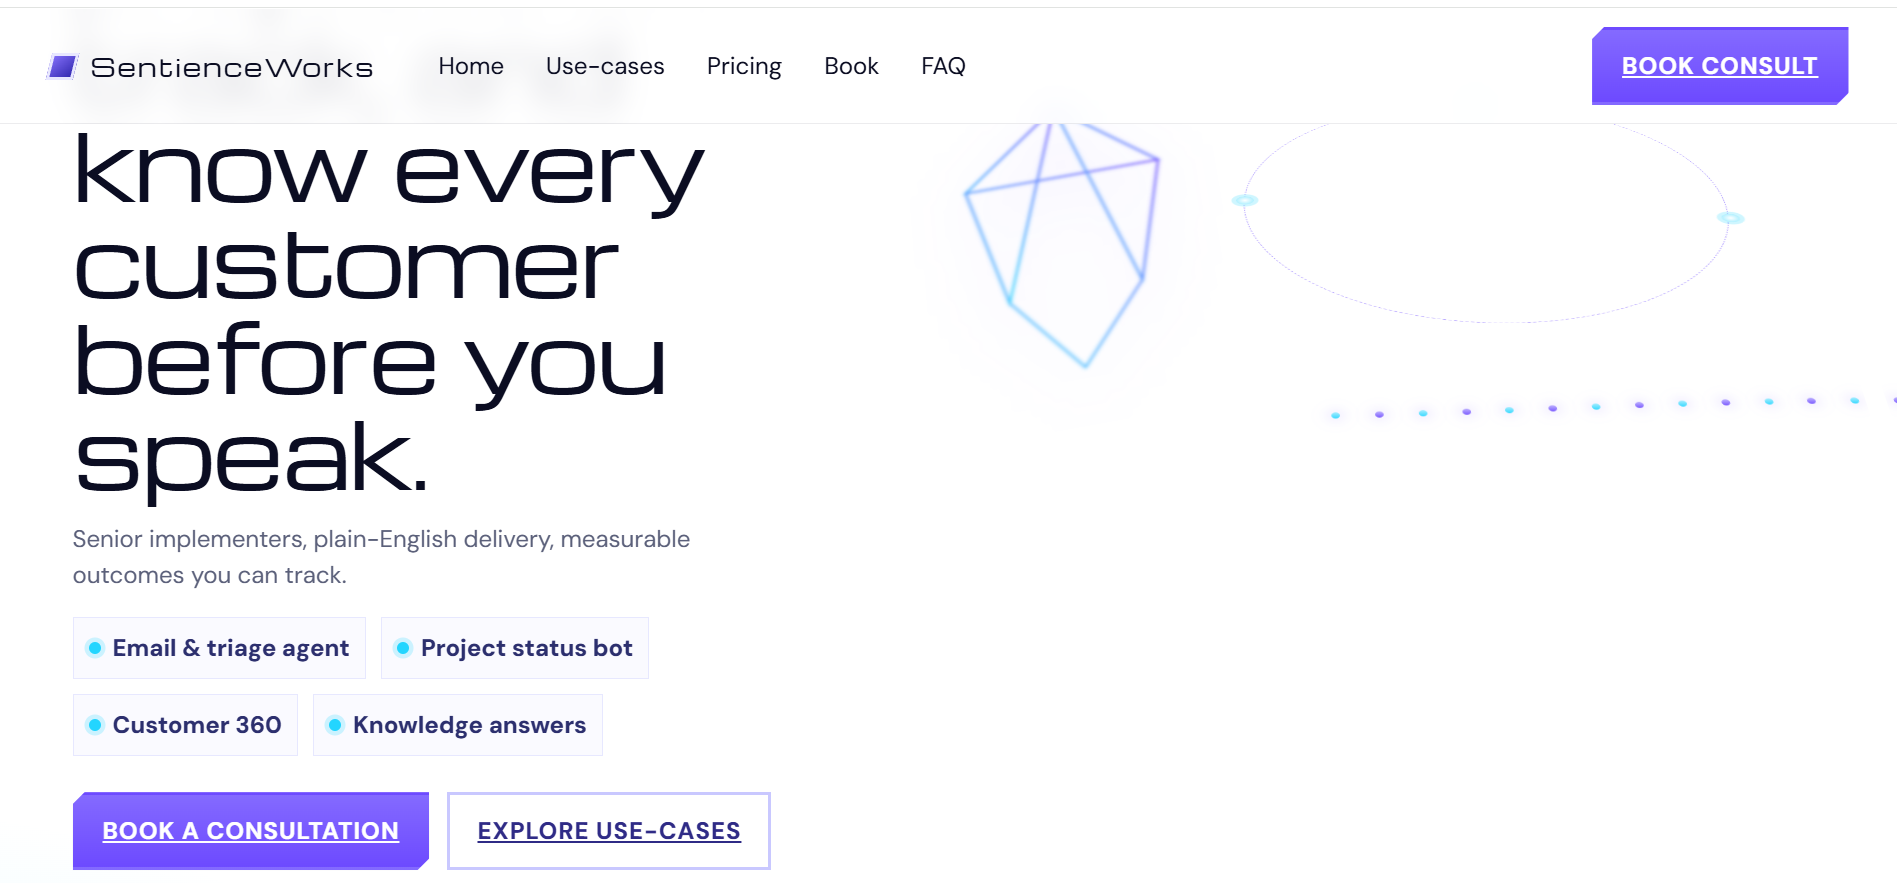 SentienceWorks
Home
Use-cases
Pricing
Book
FAQ
BOOK CONSULT
know every
customer
before you
speak.
Senior implementers, plain-English delivery, measurable
outcomes you can track.
Email & triage agent
Project status bot
Customer 360
Knowledge answers
BOOK A CONSULTATION
EXPLORE USE-CASES